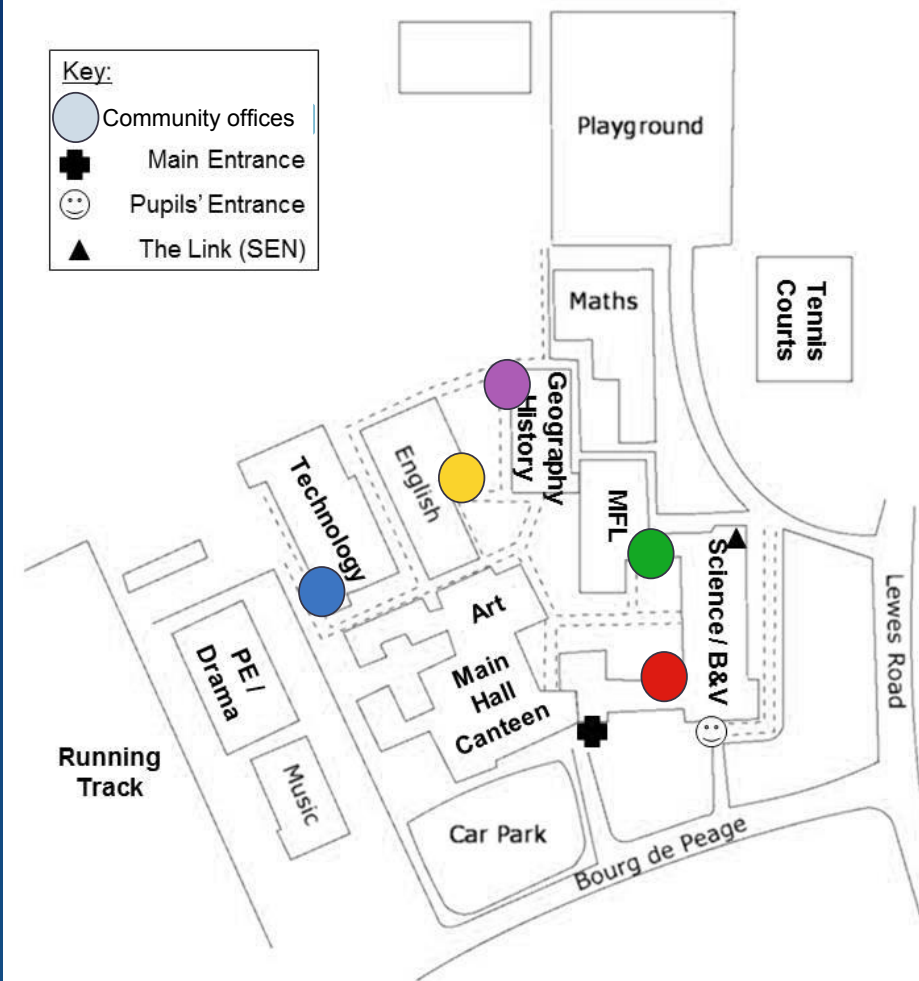 Key:
Community offices
Main Entrance
Pupils' Entrance
The Link (SEN)
Playground
Maths
Tennis
Courts
Geography
History
English
Technology
MFL
Science / B&V
Art
Main
Hall
Canteen
PE /
Drama
Music
Running
Track
Car Park
Bourg de Peage
Lewes Road